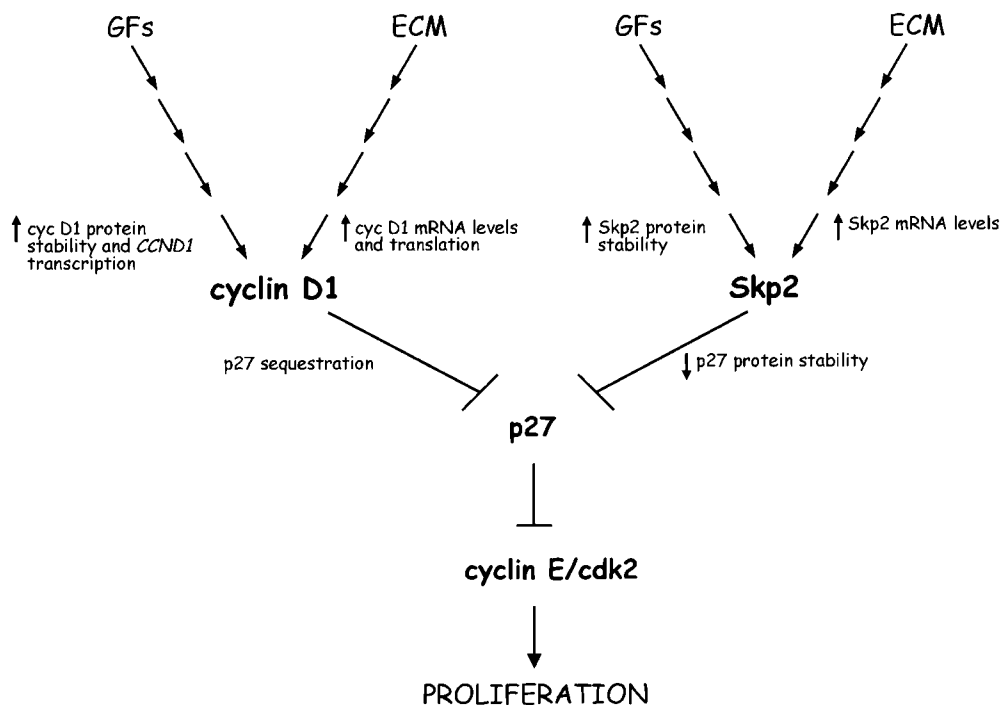 GFs
ECM
GFs
ECM
↑ cyc D1 protein
stability and CCND1
transcription
↑ cyc D1 mRNA levels
and translation
↑ Skp2 protein
stability
↑ Skp2 mRNA levels
cyclin D1
Skp2
p27 sequestration
↓ p27 protein stability
p27
cyclin E/cdk2
PROLIFERATION